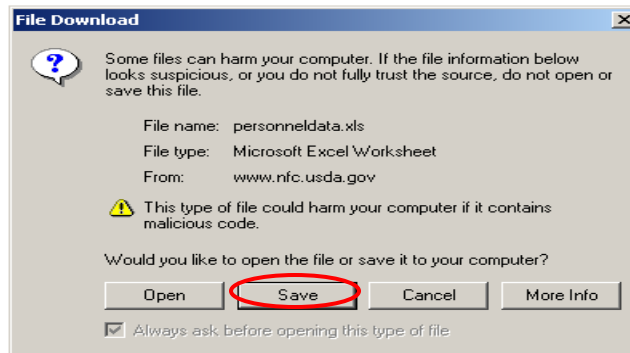 File Download
Some files can harm your computer. If the file information below
looks suspicious, or you do not fully trust the source, do not open or
save this file.
File name: personneldata.xls
File type: Microsoft Excel Worksheet
From: www.nfc.usda.gov
This type of file could harm your computer if it contains
malicious code.
Would you like to open the file or save it to your computer?
Open Save Cancel More Info
Always ask before opening this type of file